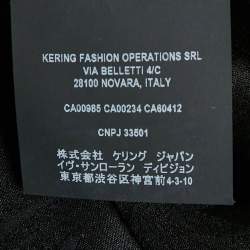 KERING FASHION OPERATIONS SRL
VIA BELLETTI 4/C
28100 NOVARA, ITALY
CA00985 CA00234 CA60412
CNPJ 33501
株式会社 ケリング ジャパン
イヴ・サンローラン ディビジョン
東京都渋谷区神宮前4-3-10